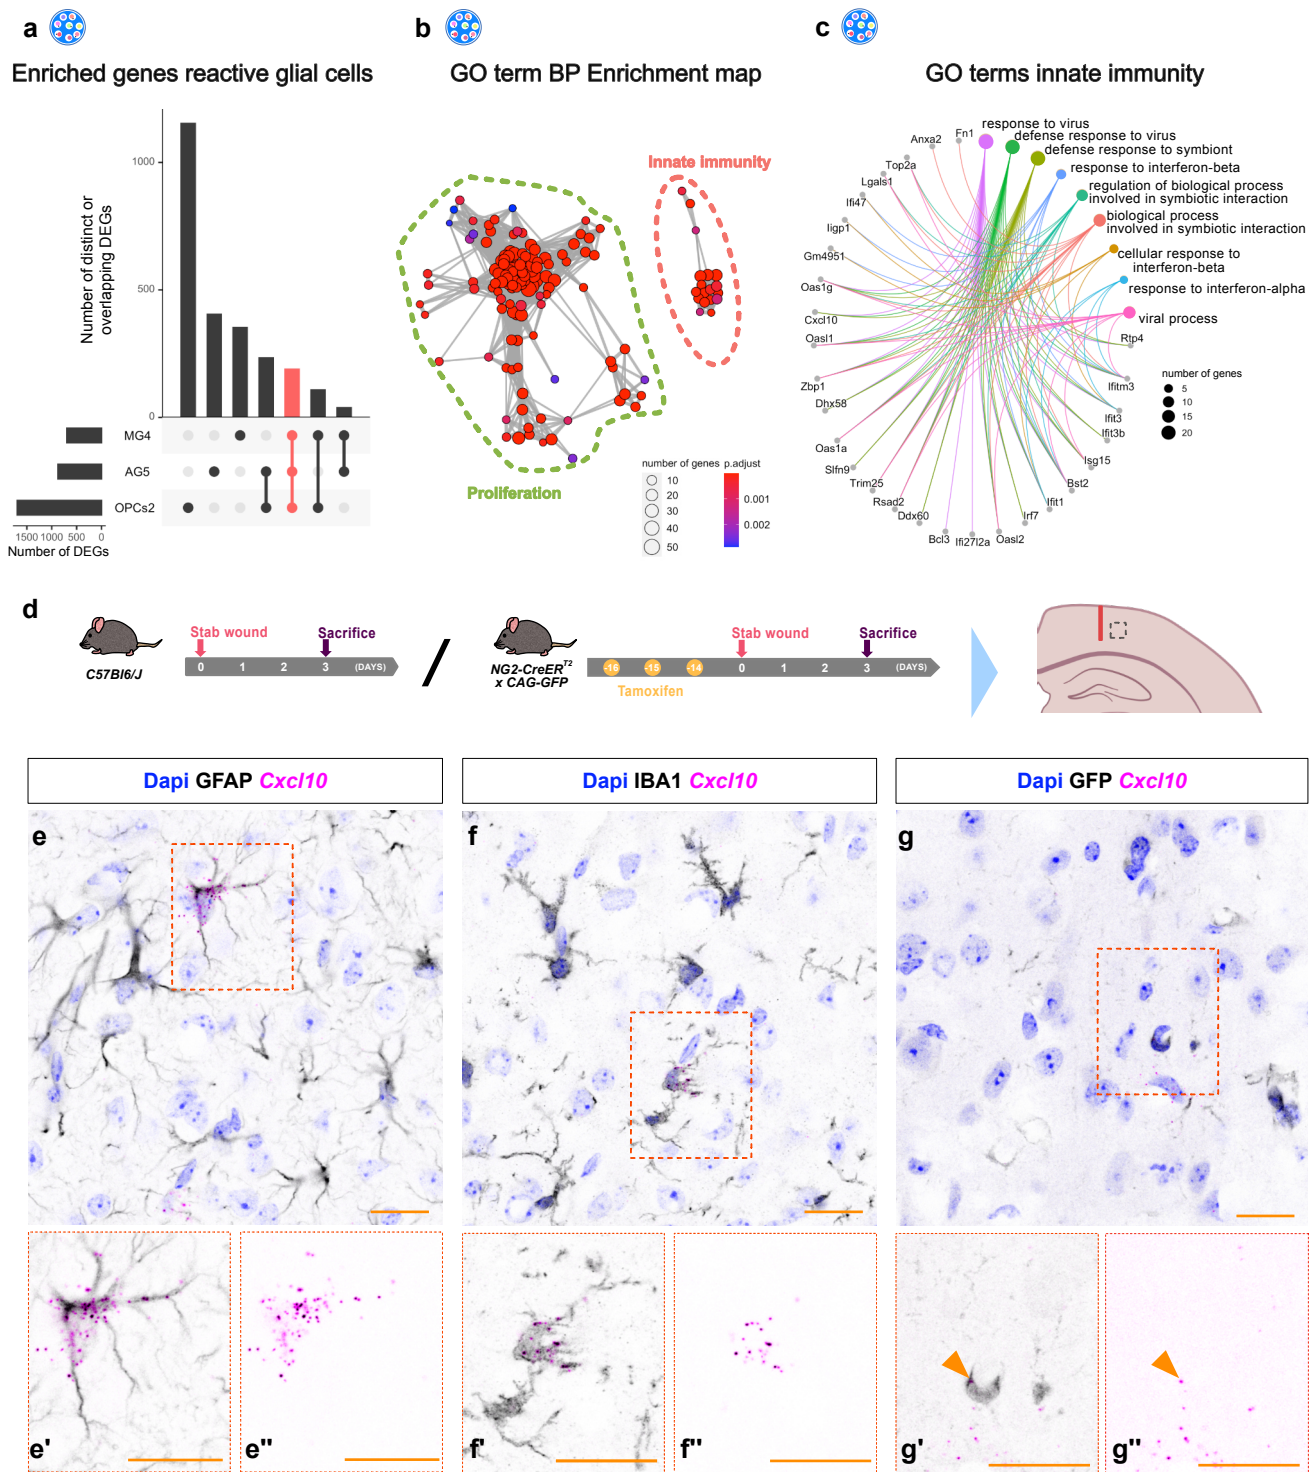 a
Enriched genes reactive glial cells
Number of distinct or
overlapping DEGs
1000
500
0
MG4
AG5
OPCs2
1500 1000 500 0
Number of DEGs
b
GO term BP Enrichment map
Innate immunity
Proliferation
number of genes
10
20
30
40
50
p.adjust
0.001
0.002
c
GO terms innate immunity
response to virus
defense response to virus
defense response to symbiont
response to interferon-beta
regulation of biological process
involved in symbiotic interaction
biological process
involved in symbiotic interaction
cellular response to
interferon-beta
response to interferon-alpha
viral process
Fn1
Anxa2
Top2a
Lgals1
Ifi47
Iigp1
Gm4951
Oas1g
Cxcl10
Oasl1
Zbp1
Dhx58
Oas1a
Slfn9
Trim25
Rsad2
Ddx60
Bcl3
Ifi27l2a
Oasl2
Irf7
Ifit1
Bst2
Isg15
Ifit3b
Ifit3
Ifitm3
Rtp4
number of genes
5
10
15
20
d
C57Bl6/J
Stab wound
Sacrifice
0 1 2 3 (DAYS)
/
NG2-CreERT2
x CAG-GFP
Stab wound
Sacrifice
-16 -15 -14 0 1 2 3 (DAYS)
Tamoxifen
Dapi GFAP Cxcl10
Dapi IBA1 Cxcl10
Dapi GFP Cxcl10
e
f
g
e'
e''
f'
f''
g'
g''